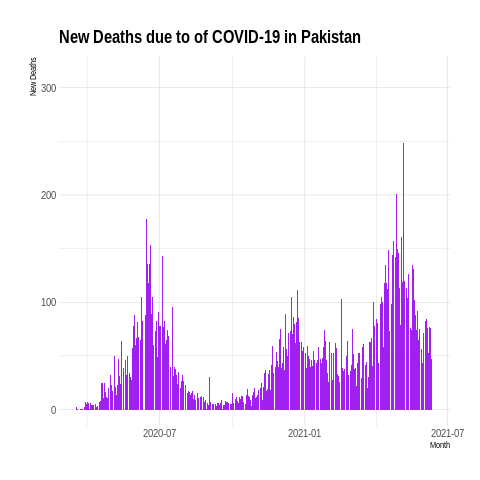 New Deaths due to of COVID-19 in Pakistan
New Deaths
300
200
100
0
2020-07
2021-01
2021-07
Month